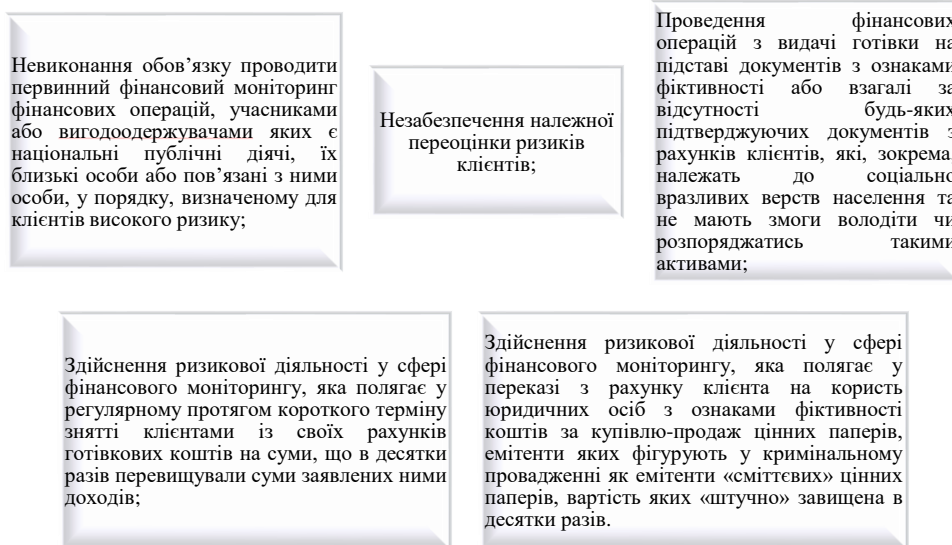 Невиконання обов’язку проводити
первинний фінансовий моніторинг
фінансових операцій, учасниками
або вигодоодержувачами яких є
національні публічні діячі, їх
близькі особи або пов’язані з ними
особи, у порядку, визначеному для
клієнтів високого ризику;
Незабезпечення належної
переоцінки ризиків
клієнтів;
Проведення фінансових
операцій з видачі готівки на
підставі документів з ознаками
фіктивності або взагалі за
відсутності будь-яких
підтверджуючих документів з
рахунків клієнтів, які, зокрема,
належать до соціально
вразливих верств населення та
не мають змоги володіти чи
розпоряджатись такими
активами;
Здійснення ризикової діяльності у сфері
фінансового моніторингу, яка полягає у
регулярному протягом короткого терміну
знятті клієнтами із своїх рахунків
готівкових коштів на суми, що в десятки
разів перевищували суми заявлених ними
доходів;
Здійснення ризикової діяльності у сфері
фінансового моніторингу, яка полягає у
переказі з рахунку клієнта на користь
юридичних осіб з ознаками фіктивності
коштів за купівлю-продаж цінних паперів,
емітенти яких фігурують у кримінальному
провадженні як емітенти «сміттєвих» цінних
паперів, вартість яких «штучно» завищена в
десятки разів.